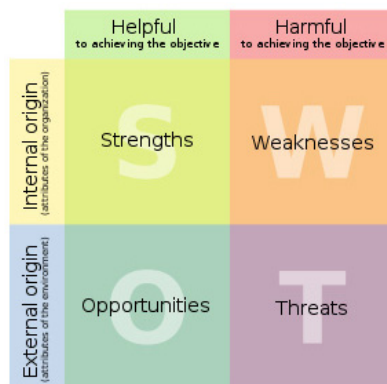 Helpful
to achieving the objective
Harmful
to achieving the objective
Internal origin
(attributes of the organization)
S
Strengths
W
Weaknesses
External origin
(attributes of the environment)
O
Opportunities
T
Threats